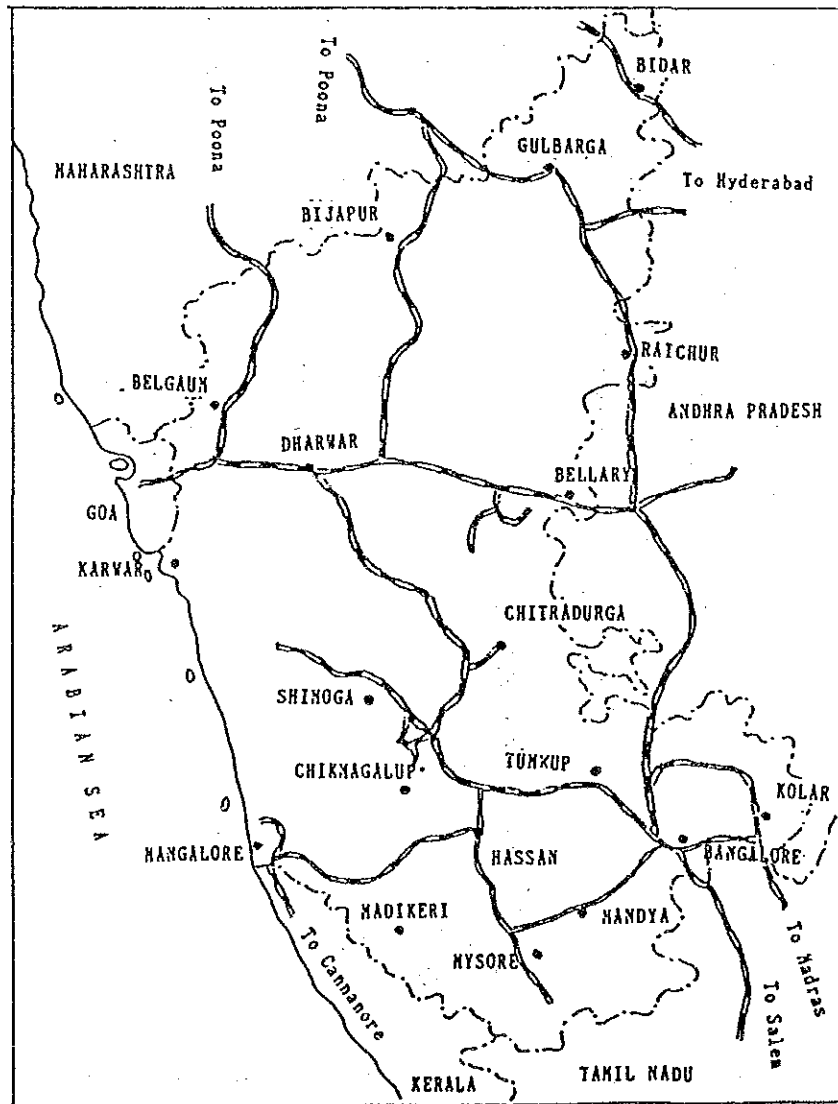 BIDAR
To Poona
To Poona
GULBARGA
MAHARASHTRA
To Hyderabad
BIJAPUR
RAICHUR
BELGAUM
ANDHRA PRADESH
DHARWAR
BELLARY
GOA
KARWAR
CHITRADURGA
ARABIAN SEA
SHIMOGA
TUMKUP
CHIKMAGALUP
KOLAR
MANGALORE
BANGALORE
HASSAN
MADIKERI
MANDYA
To Cannanore
MYSORE
To Madras
To Salem
KERALA
TAMIL NADU